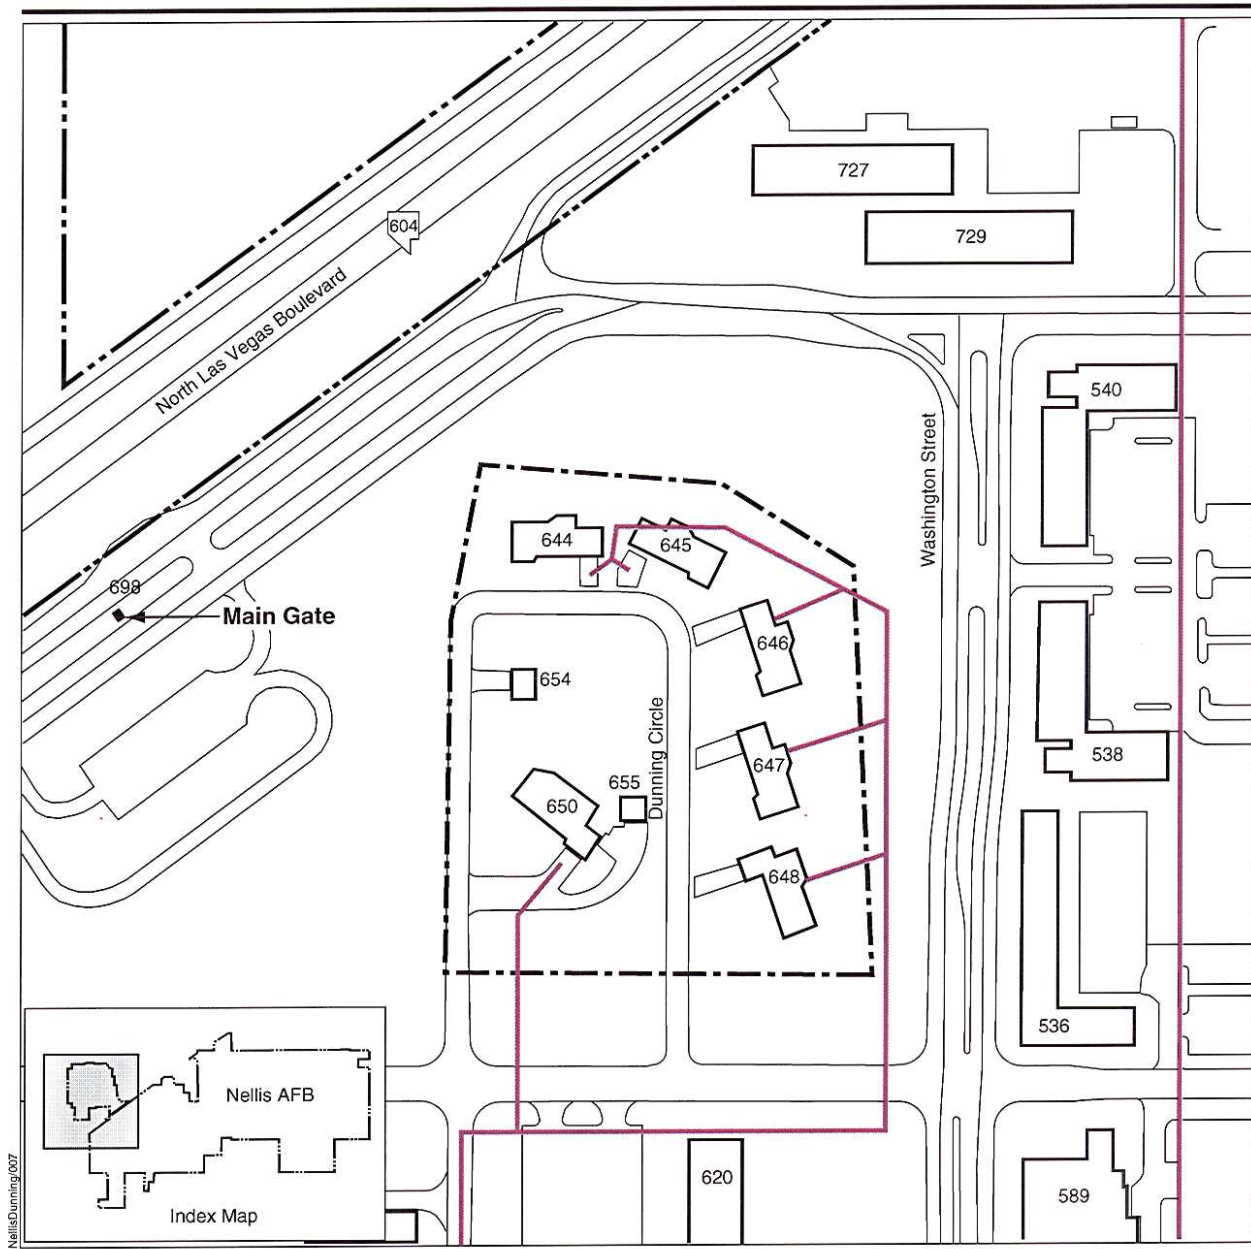 727
604
729
North Las Vegas Boulevard
540
Washington Street
644
645
698
Main Gate
646
654
Dunning Circle
647
538
655
650
648
536
Nellis AFB
NellisDunning/007
620
589
Index Map